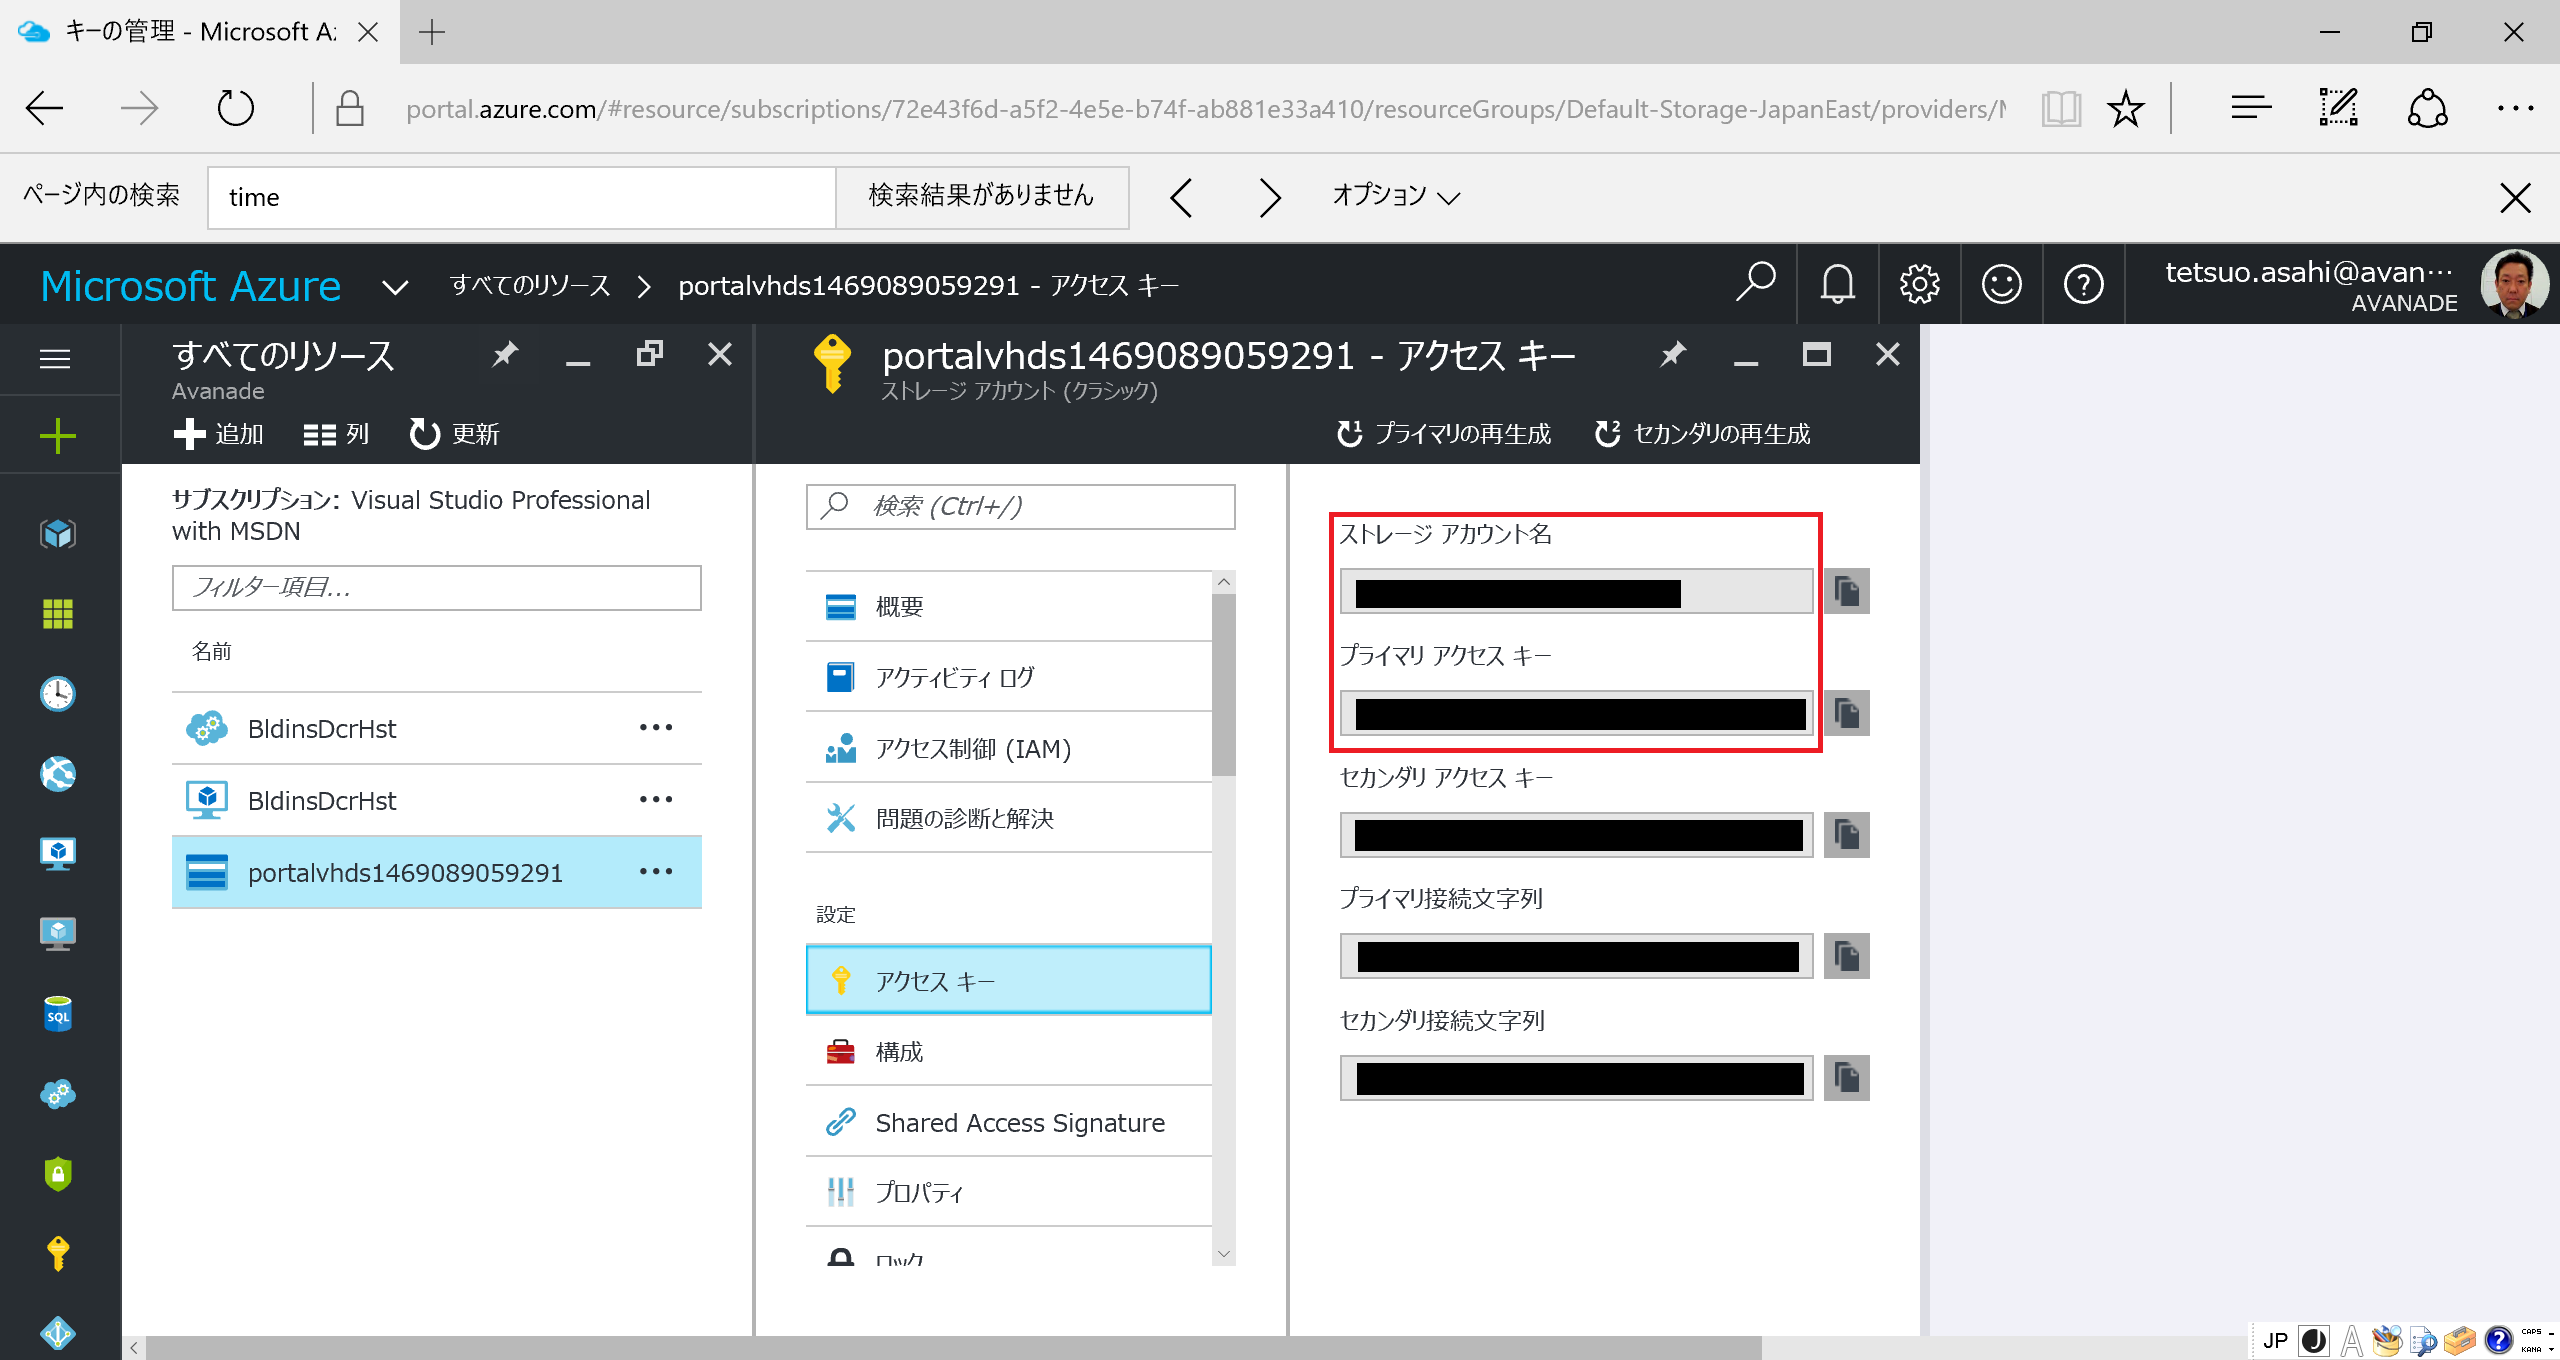 キーの管理 - Microsoft A
portal.azure.com/#resource/subscriptions/72e43f6d-a5f2-4e5e-b74f-ab881e33a410/resourceGroups/Default-Storage-JapanEast/providers/
ページ内の検索
time
検索結果がありません
オプション
Microsoft Azure
すべてのリソース
portalvhds1469089059291 - アクセス キー
tetsuo.asahi@avan…
AVANADE
すべてのリソース
Avanade
追加
列
更新
サブスクリプション: Visual Studio Professional
with MSDN
フィルター項目...
名前
BldinsDcrHst
BldinsDcrHst
portalvhds1469089059291
SQL
portalvhds1469089059291 - アクセス キー
ストレージ アカウント (クラシック)
1 プライマリの再生成
2 セカンダリの再生成
検索 (Ctrl+/)
概要
アクティビティ ログ
アクセス制御 (IAM)
問題の診断と解決
設定
アクセス キー
構成
Shared Access Signature
プロパティ
ロック
ストレージ アカウント名
プライマリ アクセス キー
セカンダリ アクセス キー
プライマリ接続文字列
セカンダリ接続文字列
JP
A
CAPS
KANA